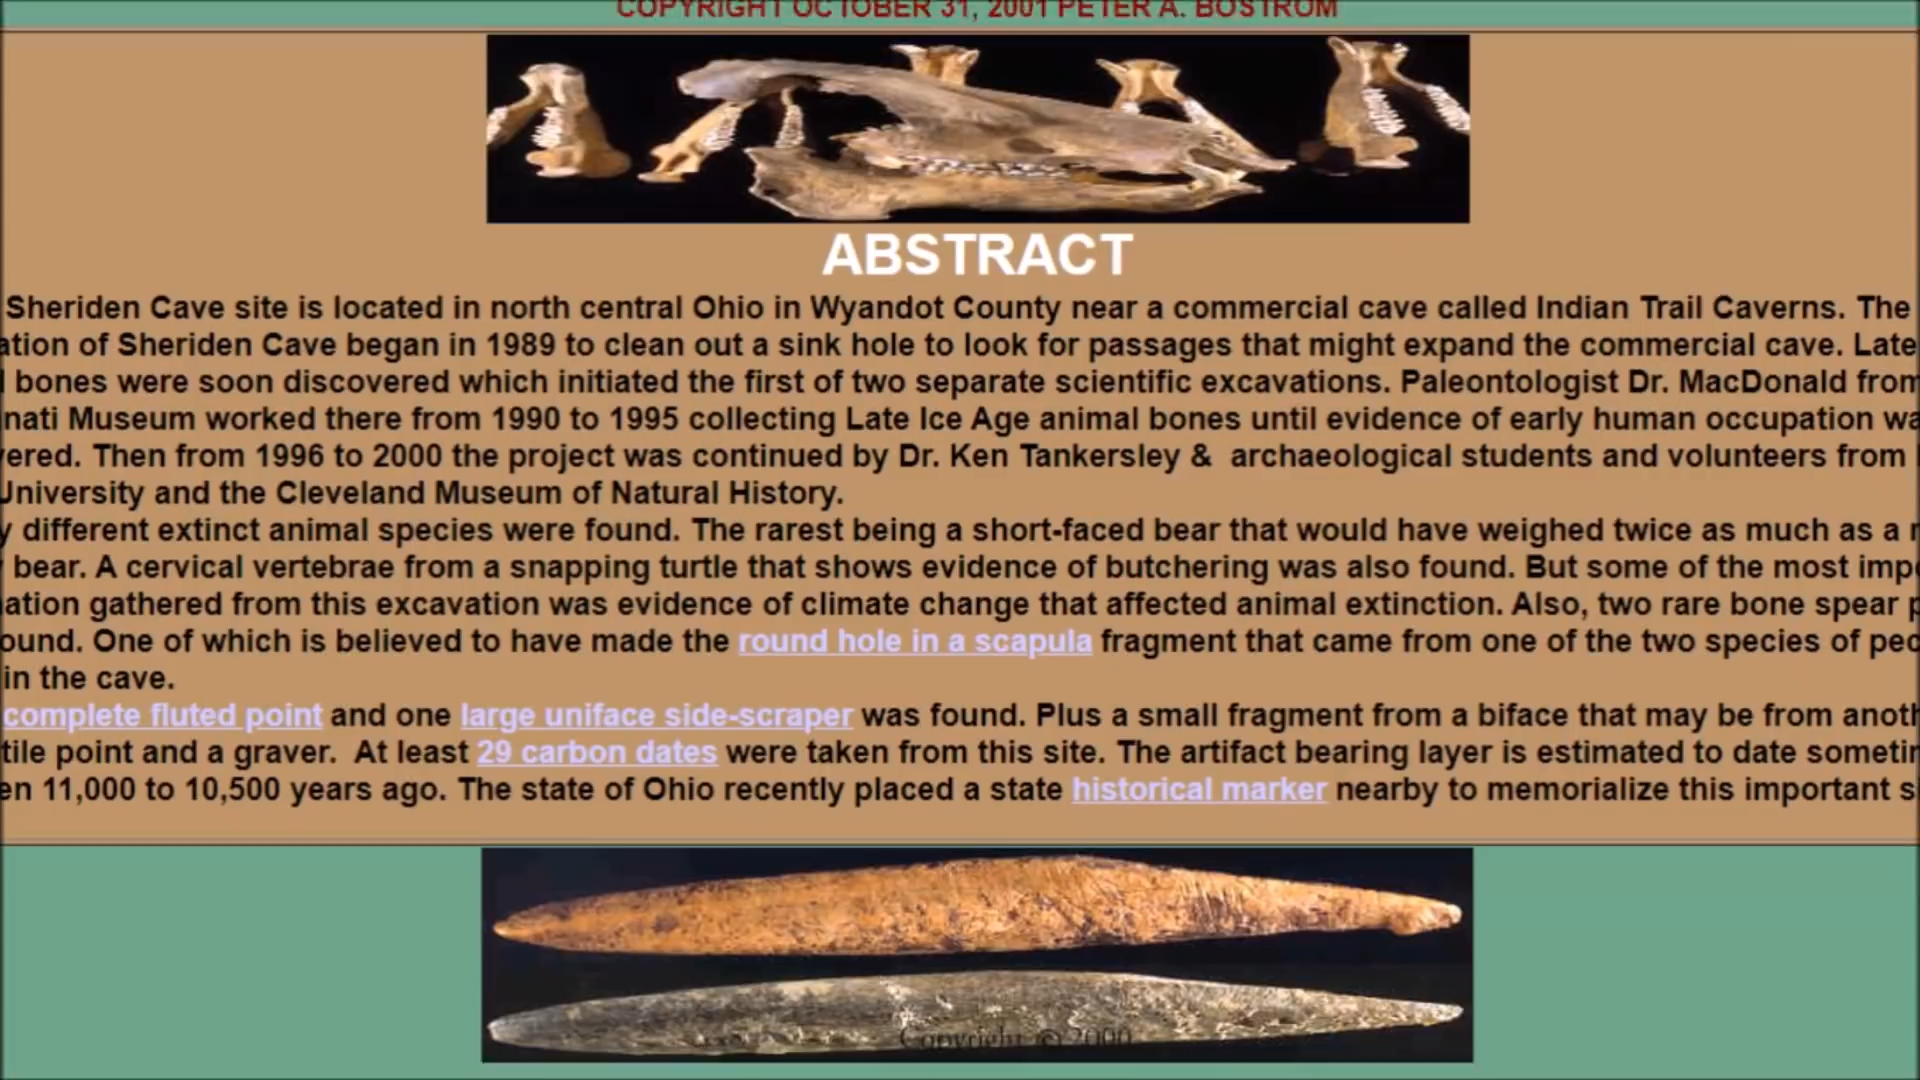 COPYRIGHT OCTOBER 31, 2001 PETER A. BOSTROM
ABSTRACT
Sheriden Cave site is located in north central Ohio in Wyandot County near a commercial cave called Indian Trail Caverns. The
ation of Sheriden Cave began in 1989 to clean out a sink hole to look for passages that might expand the commercial cave. Late
bones were soon discovered which initiated the first of two separate scientific excavations. Paleontologist Dr. MacDonald from
nati Museum worked there from 1990 to 1995 collecting Late Ice Age animal bones until evidence of early human occupation wa
ered. Then from 1996 to 2000 the project was continued by Dr. Ken Tankersley & archaeological students and volunteers from
University and the Cleveland Museum of Natural History.
y different extinct animal species were found. The rarest being a short-faced bear that would have weighed twice as much as a
bear. A cervical vertebrae from a snapping turtle that shows evidence of butchering was also found. But some of the most impo
ation gathered from this excavation was evidence of climate change that affected animal extinction. Also, two rare bone spear p
ound. One of which is believed to have made the round hole in a scapula fragment that came from one of the two species of pec
in the cave.
complete fluted point and one large uniface side-scraper was found. Plus a small fragment from a biface that may be from anoth
tile point and a graver. At least 29 carbon dates were taken from this site. The artifact bearing layer is estimated to date sometim
en 11,000 to 10,500 years ago. The state of Ohio recently placed a state historical marker nearby to memorialize this important s
Copyright © 2000